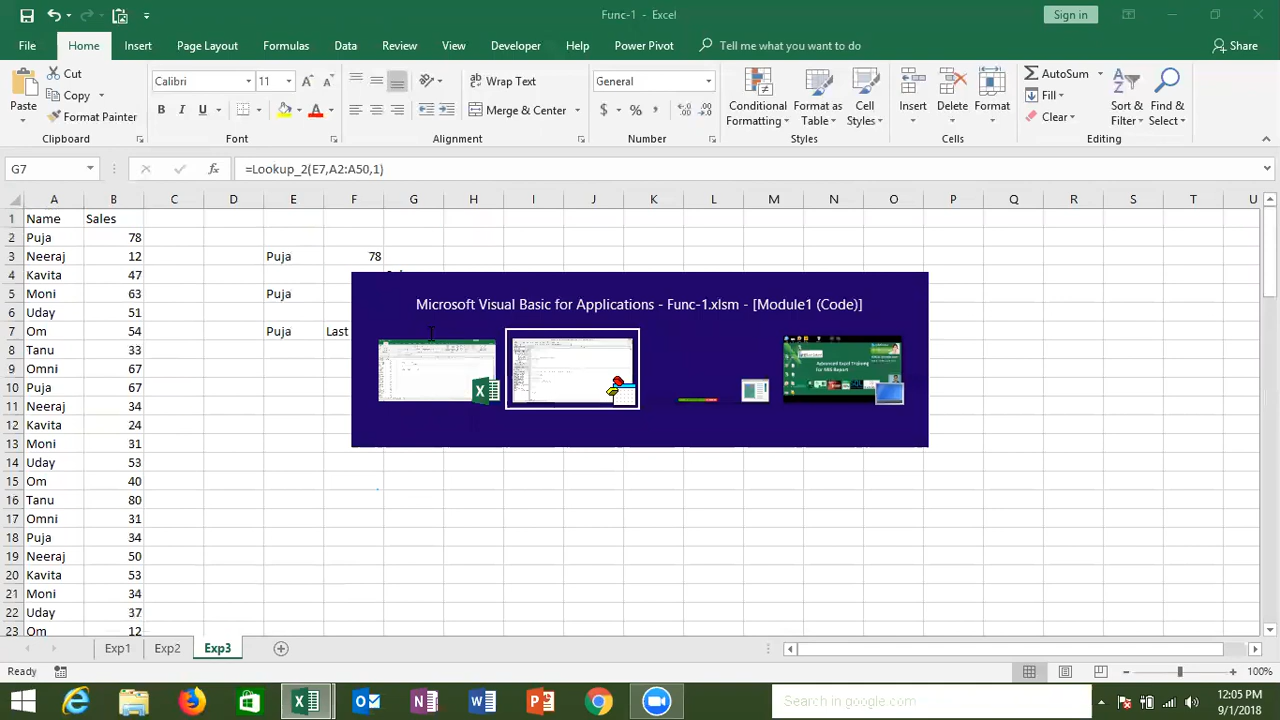 Func-1 - Excel
Sign in
File Home Insert Page Layout Formulas Data Review View Developer Help Power Pivot Tell me what you want to do Share
Paste
Cut
Copy
Format Painter
Clipboard
Calibri 11
B I U
Font
Wrap Text
Merge & Center
Alignment
General
$ % ,
Number
Conditional Formatting
Format as Table
Cell Styles
Styles
Insert
Delete
Format
Cells
AutoSum
Fill
Clear
Sort & Filter
Find & Select
Editing
G7 fx =Lookup_2(E7,A2:A50,1)
A B C D E F G H I J K L M N O P Q R S T U
1 Name Sales
2 Puja 78
3 Neeraj 12 Puja 78
4 Kavita 47
5 Moni 63 Puja
6 Uday 51
7 Om 54 Puja Last
8 Tanu 33
9 Omni 67
10 Puja 67
11 Neeraj 34
12 Kavita 24
13 Moni 31
14 Uday 53
15 Om 40
16 Tanu 80
17 Omni 31
18 Puja 34
19 Neeraj 50
20 Kavita 53
21 Moni 34
22 Uday 37
23 Om 12
Microsoft Visual Basic for Applications - Func-1.xlsm - [Module1 (Code)]
Advanced Excel Training
For MIS Report
Exp1 Exp2 Exp3
Ready
100%
Search in google.com
12:05 PM
9/1/2018